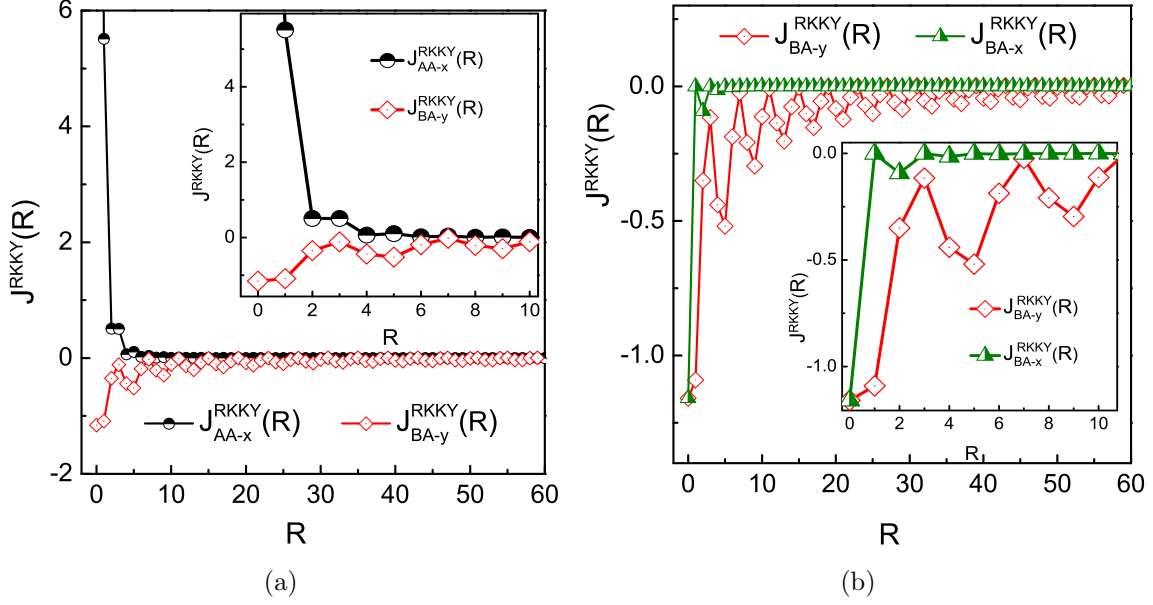 6
4
2
0
-2
J^RKKY(R)
0 10 20 30 40 50 60
R
J^RKKY_AA-x(R) J^RKKY_BA-y(R)
4
2
0
J^RKKY(R)
0 2 4 6 8 10
R
J^RKKY_AA-x(R)
J^RKKY_BA-y(R)
(a)
J^RKKY_BA-y(R) J^RKKY_BA-x(R)
0.0
-0.5
-1.0
J^RKKY(R)
0 10 20 30 40 50 60
R
0.0
-0.5
-1.0
J^RKKY(R)
0 2 4 6 8 10
R
J^RKKY_BA-y(R)
J^RKKY_BA-x(R)
(b)